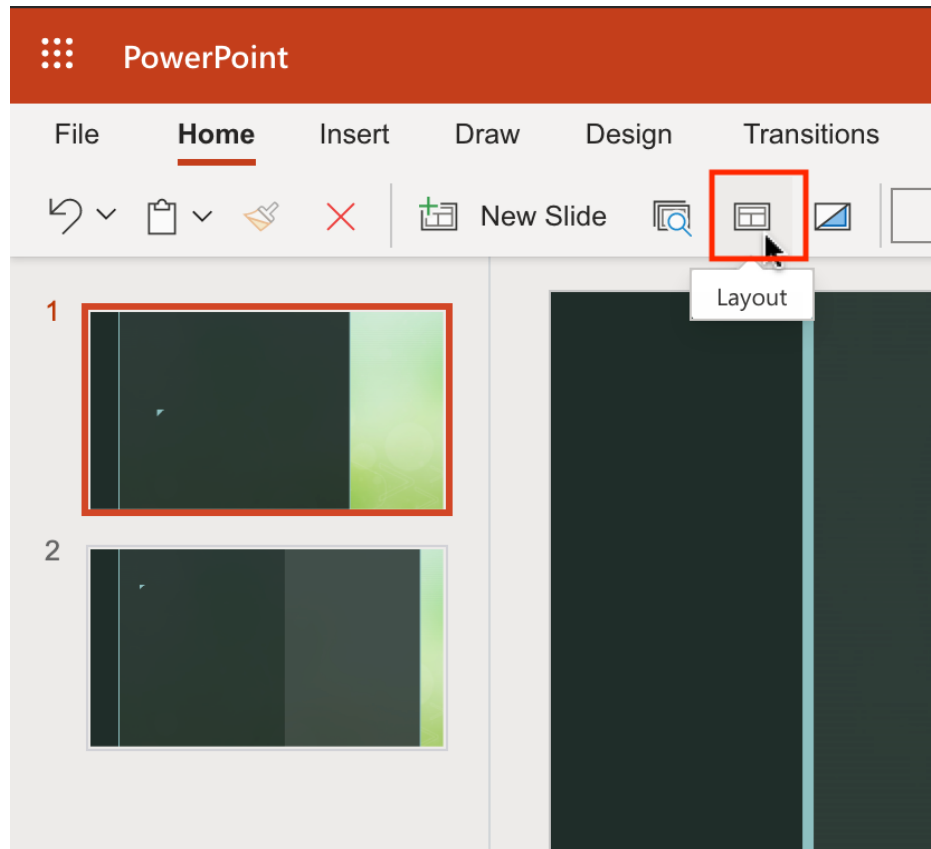 PowerPoint
File Home Insert Draw Design Transitions
New Slide
Layout
1
2